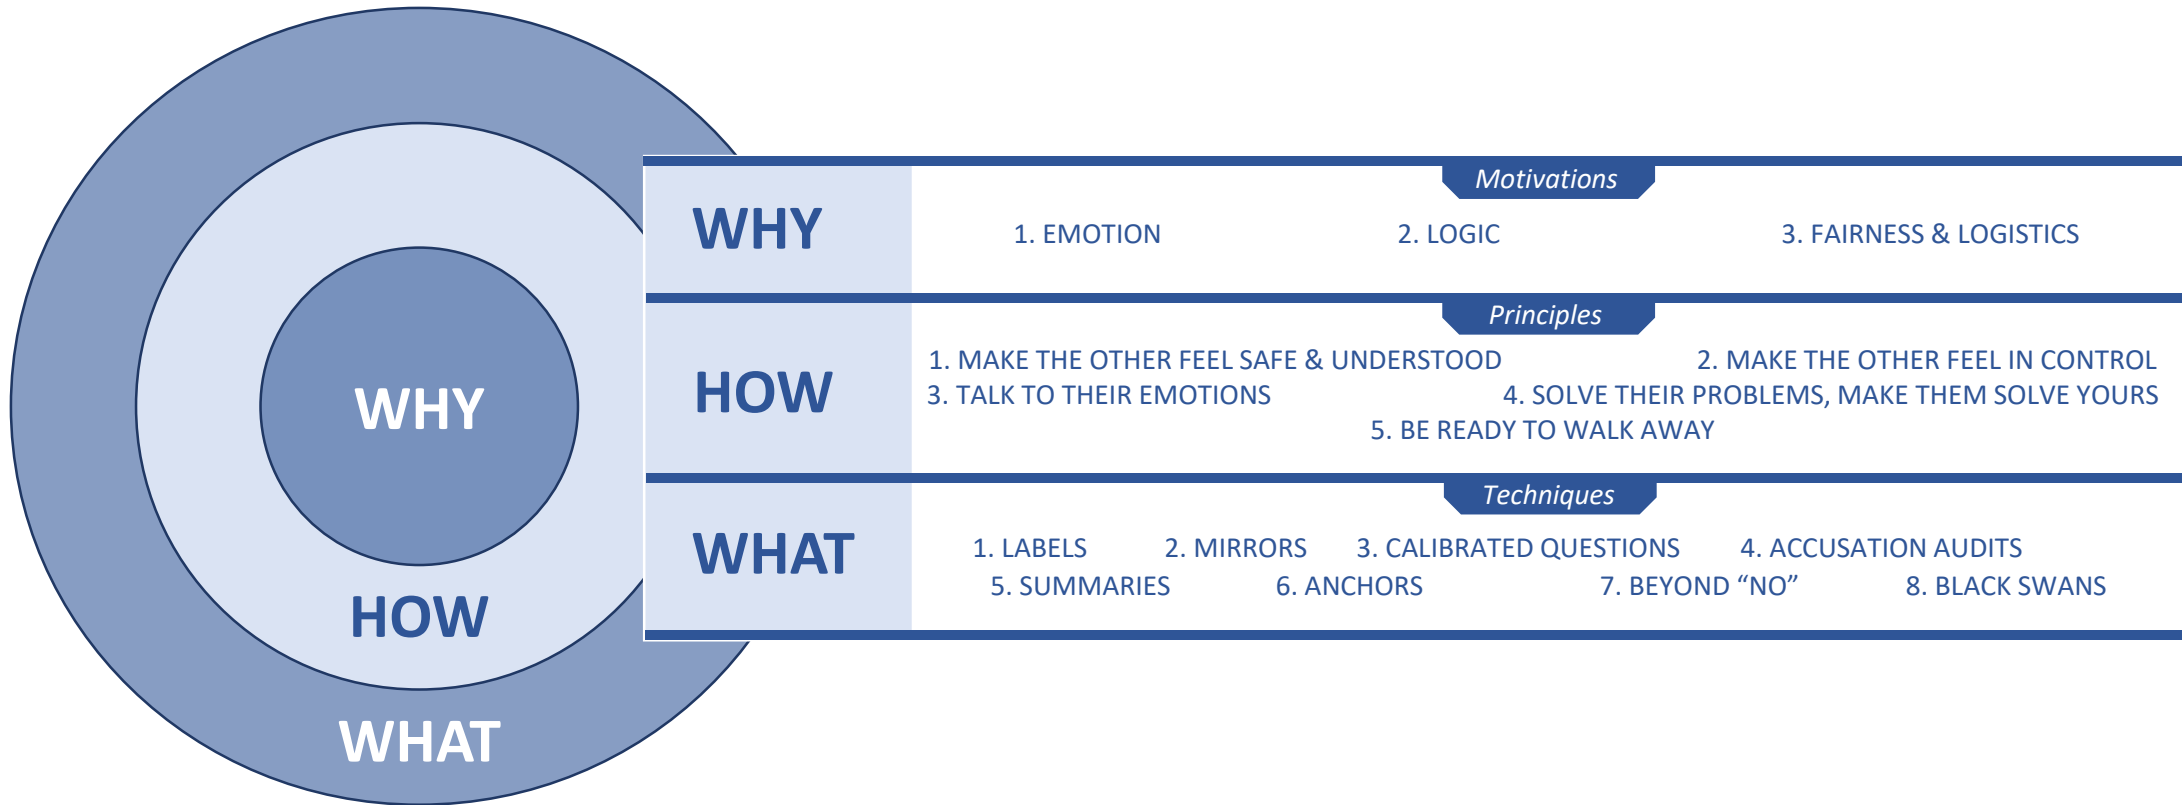 WHY
HOW
WHAT
Motivations
WHY
1. EMOTION 2. LOGIC 3. FAIRNESS & LOGISTICS
Principles
HOW
1. MAKE THE OTHER FEEL SAFE & UNDERSTOOD 2. MAKE THE OTHER FEEL IN CONTROL
3. TALK TO THEIR EMOTIONS 4. SOLVE THEIR PROBLEMS, MAKE THEM SOLVE YOURS
5. BE READY TO WALK AWAY
Techniques
WHAT
1. LABELS 2. MIRRORS 3. CALIBRATED QUESTIONS 4. ACCUSATION AUDITS
5. SUMMARIES 6. ANCHORS 7. BEYOND “NO” 8. BLACK SWANS